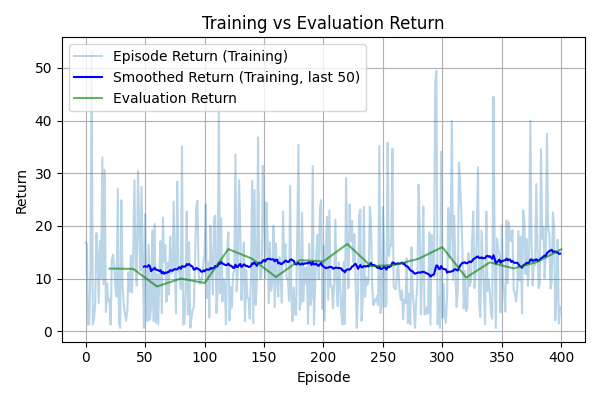 Training vs Evaluation Return
Episode Return (Training)
Smoothed Return (Training, last 50)
Evaluation Return
Return
50
40
30
20
10
0
0 50 100 150 200 250 300 350 400
Episode